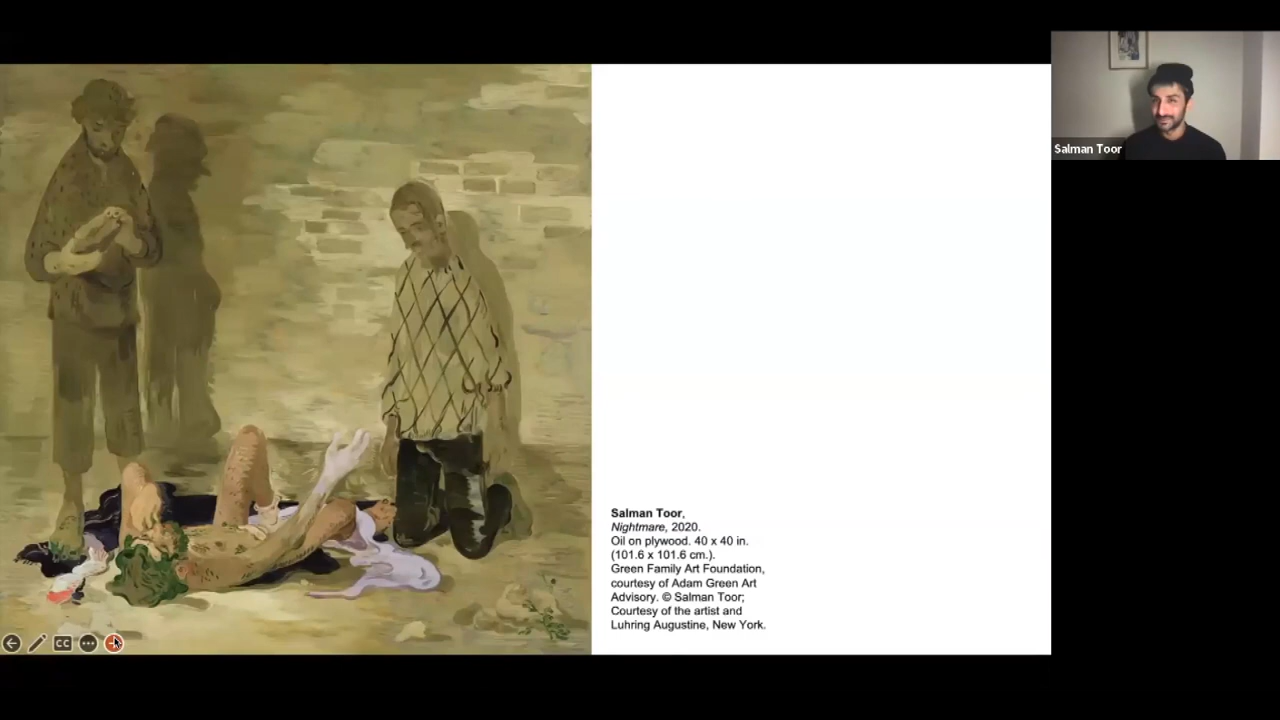 Salman Toor
Salman Toor,
Nightmare, 2020.
Oil on plywood. 40 x 40 in.
(101.6 x 101.6 cm.).
Green Family Art Foundation,
courtesy of Adam Green Art
Advisory. © Salman Toor;
Courtesy of the artist and
Luhring Augustine, New York.
CC